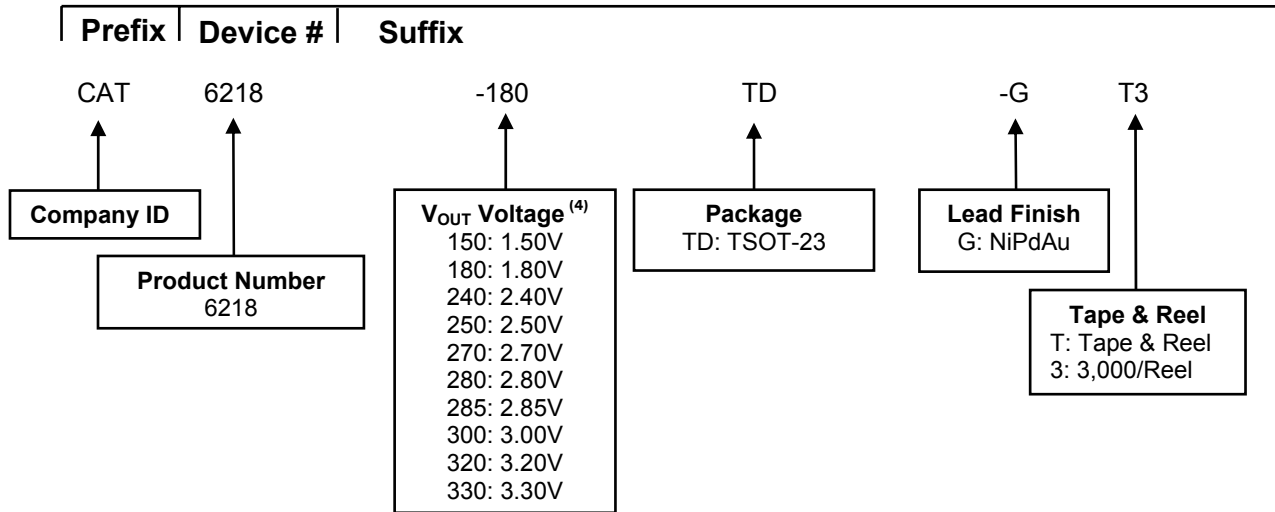 Prefix Device # Suffix
CAT 6218 -180 TD -G T3
Company ID
Product Number
6218
VOUT Voltage (4)
150: 1.50V
180: 1.80V
240: 2.40V
250: 2.50V
270: 2.70V
280: 2.80V
285: 2.85V
300: 3.00V
320: 3.20V
330: 3.30V
Package
TD: TSOT-23
Lead Finish
G: NiPdAu
Tape & Reel
T: Tape & Reel
3: 3,000/Reel